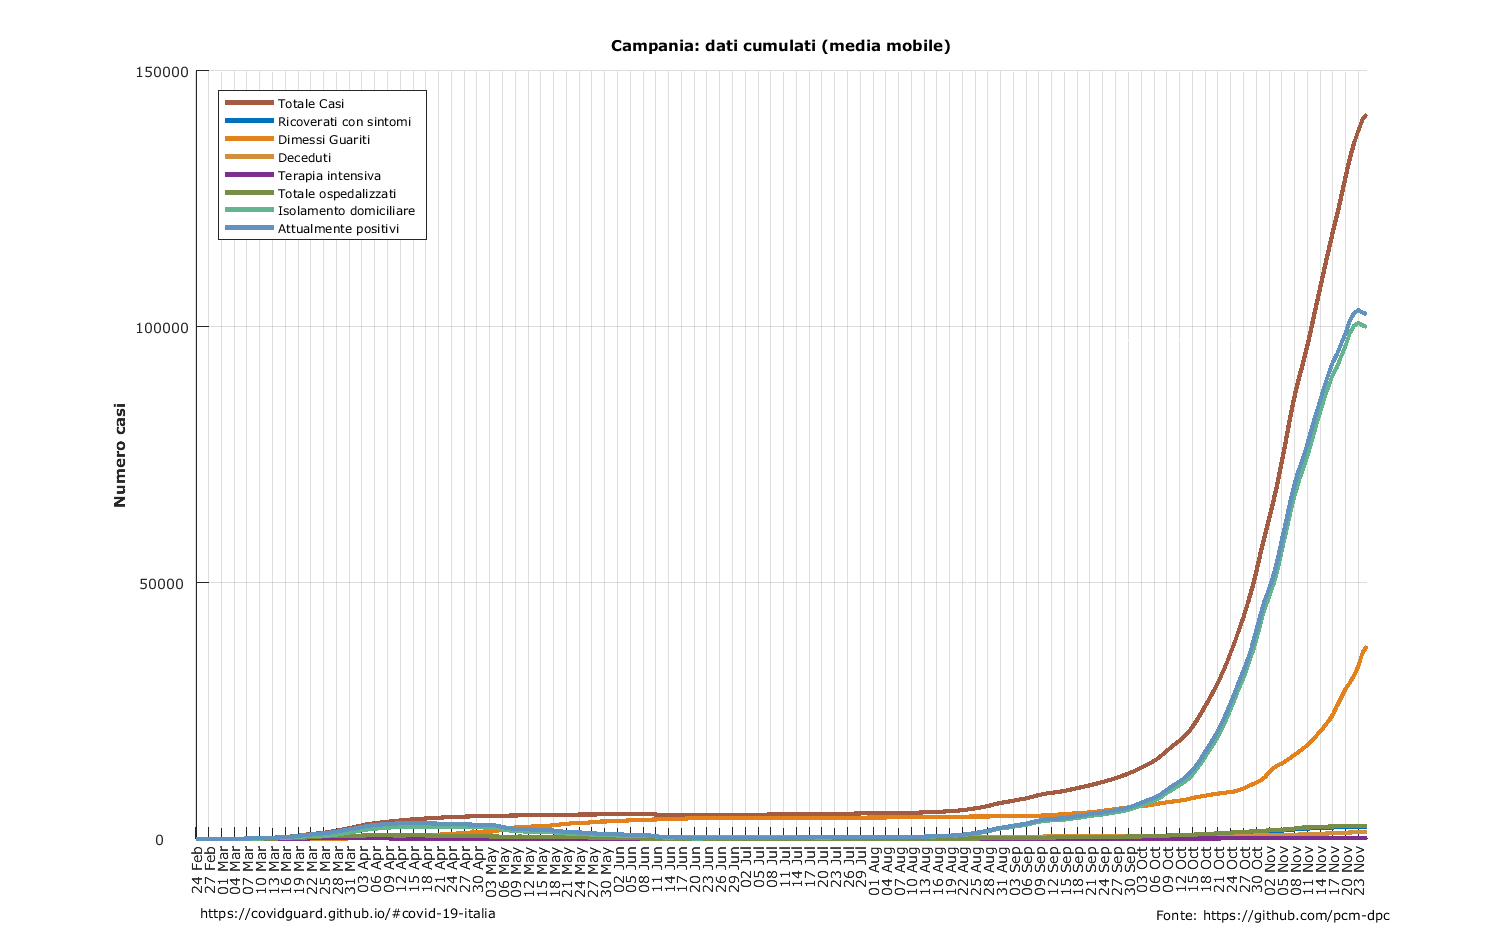 Campania: dati cumulati (media mobile)
150000
100000
50000
0
Numero casi
Totale Casi
Ricoverati con sintomi
Dimessi Guariti
Deceduti
Terapia intensiva
Totale ospedalizzati
Isolamento domiciliare
Attualmente positivi
24 Feb
27 Feb
01 Mar
04 Mar
07 Mar
10 Mar
13 Mar
16 Mar
19 Mar
22 Mar
25 Mar
28 Mar
31 Mar
03 Apr
06 Apr
09 Apr
12 Apr
15 Apr
18 Apr
21 Apr
24 Apr
27 Apr
30 Apr
03 May
06 May
09 May
12 May
15 May
18 May
21 May
24 May
27 May
30 May
02 Jun
05 Jun
08 Jun
11 Jun
14 Jun
17 Jun
20 Jun
23 Jun
26 Jun
29 Jun
02 Jul
05 Jul
08 Jul
11 Jul
14 Jul
17 Jul
20 Jul
23 Jul
26 Jul
29 Jul
01 Aug
04 Aug
07 Aug
10 Aug
13 Aug
16 Aug
19 Aug
22 Aug
25 Aug
28 Aug
31 Aug
03 Sep
06 Sep
09 Sep
12 Sep
15 Sep
18 Sep
21 Sep
24 Sep
27 Sep
30 Sep
03 Oct
06 Oct
09 Oct
12 Oct
15 Oct
18 Oct
21 Oct
24 Oct
27 Oct
30 Oct
02 Nov
05 Nov
08 Nov
11 Nov
14 Nov
17 Nov
20 Nov
23 Nov
https://covidguard.github.io/#covid-19-italia
Fonte: https://github.com/pcm-dpc